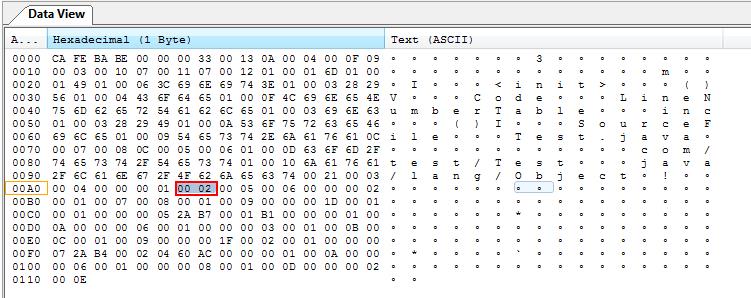 Data View
A... Hexadecimal (1 Byte) Text (ASCII)
0000 CA FE BA BE 00 00 00 33 00 13 0A 00 04 00 0F 09 ° ° ° ° ° ° ° 3 ° ° ° ° ° ° ° °
0010 00 03 00 10 07 00 11 07 00 12 01 00 01 6D 01 00 ° ° ° ° ° ° ° ° ° ° ° ° ° m ° °
0020 01 49 01 00 06 3C 69 6E 69 74 3E 01 00 03 28 29 ° I ° ° ° < i n i t > ° ° ° ( )
0030 56 01 00 04 43 6F 64 65 01 00 0F 4C 69 6E 65 4E V ° ° ° C o d e ° ° ° L i n e N
0040 75 6D 62 65 72 54 61 62 6C 65 01 00 03 69 6E 63 u m b e r T a b l e ° ° ° i n c
0050 01 00 03 28 29 49 01 00 0A 53 6F 75 72 63 65 46 ° ° ° ( ) I ° ° ° S o u r c e F
0060 69 6C 65 01 00 09 54 65 73 74 2E 6A 61 76 61 0C i l e ° ° ° T e s t . j a v a °
0070 00 07 00 08 0C 00 05 00 06 01 00 0D 63 6F 6D 2F ° ° ° ° ° ° ° ° ° ° ° ° c o m /
0080 74 65 73 74 2F 54 65 73 74 01 00 10 6A 61 76 61 t e s t / T e s t ° ° ° j a v a
0090 2F 6C 61 6E 67 2F 4F 62 6A 65 63 74 00 21 00 03 / l a n g / O b j e c t ° ! ° °
00A0 00 04 00 00 00 01 00 02 00 05 00 06 00 00 00 02 ° ° ° ° ° ° ° ° ° ° ° ° ° ° ° °
00B0 00 01 00 07 00 08 00 01 00 09 00 00 00 1D 00 01 ° ° ° ° ° ° ° ° ° ° ° ° ° ° ° °
00C0 00 01 00 00 00 05 2A B7 00 01 B1 00 00 00 01 00 ° ° ° ° ° ° * ° ° ° ° ° ° ° ° °
00D0 0A 00 00 00 06 00 01 00 00 00 03 00 01 00 0B 00 ° ° ° ° ° ° ° ° ° ° ° ° ° ° ° °
00E0 0C 00 01 00 09 00 00 00 1F 00 02 00 01 00 00 00 ° ° ° ° ° ° ° ° ° ° ° ° ° ° ° °
00F0 07 2A B4 00 02 04 60 AC 00 00 00 01 00 0A 00 00 ° * ° ° ° ° ` ° ° ° ° ° ° ° ° °
0100 00 06 00 01 00 00 00 08 00 01 00 0D 00 00 00 02 ° ° ° ° ° ° ° ° ° ° ° ° ° ° ° °
0110 00 0E ° °